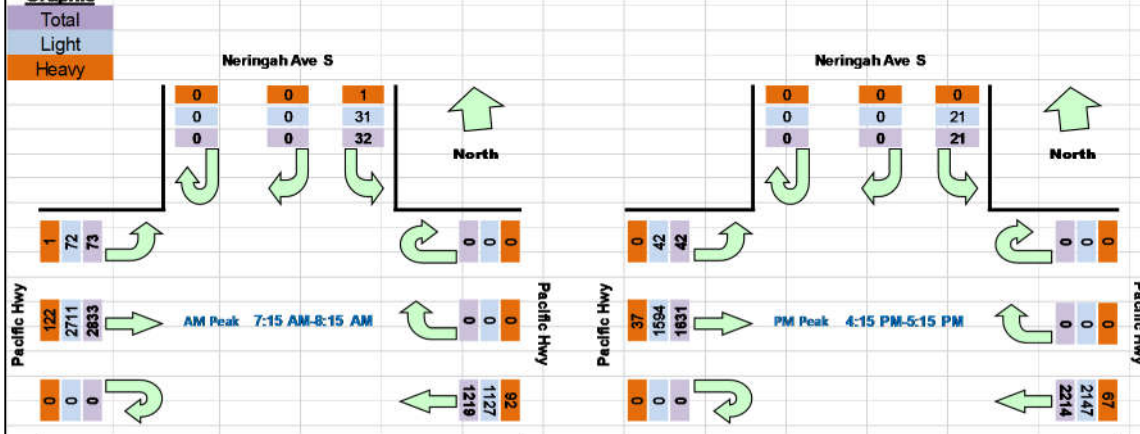 Graphic
Total
Light
Heavy
Neringah Ave S
0 0 1
0 0 31
0 0 32
North
1 72 73
0 0 0
Pacific Hwy
122 2711 2833
AM Peak 7:15 AM-8:15 AM
0 0 0
Pacific Hwy
0 0 0
1219 1127 92
Neringah Ave S
0 0 0
0 0 21
0 0 21
North
0 42 42
0 0 0
Pacific Hwy
37 1594 1631
PM Peak 4:15 PM-5:15 PM
0 0 0
Pacific Hwy
0 0 0
2214 2147 67